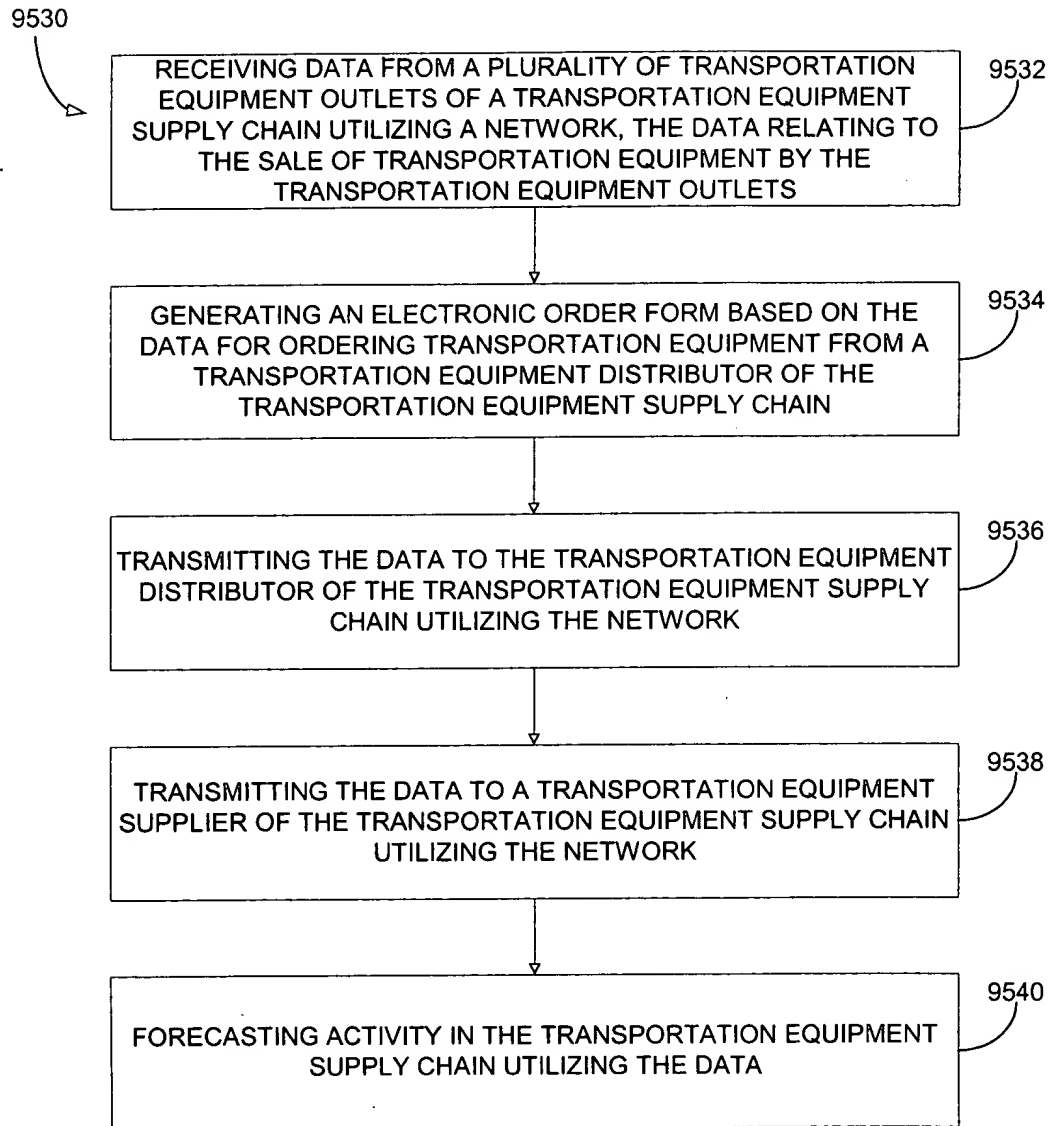 9530
RECEIVING DATA FROM A PLURALITY OF TRANSPORTATION
EQUIPMENT OUTLETS OF A TRANSPORTATION EQUIPMENT
SUPPLY CHAIN UTILIZING A NETWORK, THE DATA RELATING TO
THE SALE OF TRANSPORTATION EQUIPMENT BY THE
TRANSPORTATION EQUIPMENT OUTLETS
9532
GENERATING AN ELECTRONIC ORDER FORM BASED ON THE
DATA FOR ORDERING TRANSPORTATION EQUIPMENT FROM A
TRANSPORTATION EQUIPMENT DISTRIBUTOR OF THE
TRANSPORTATION EQUIPMENT SUPPLY CHAIN
9534
TRANSMITTING THE DATA TO THE TRANSPORTATION EQUIPMENT
DISTRIBUTOR OF THE TRANSPORTATION EQUIPMENT SUPPLY
CHAIN UTILIZING THE NETWORK
9536
TRANSMITTING THE DATA TO A TRANSPORTATION EQUIPMENT
SUPPLIER OF THE TRANSPORTATION EQUIPMENT SUPPLY CHAIN
UTILIZING THE NETWORK
9538
FORECASTING ACTIVITY IN THE TRANSPORTATION EQUIPMENT
SUPPLY CHAIN UTILIZING THE DATA
9540